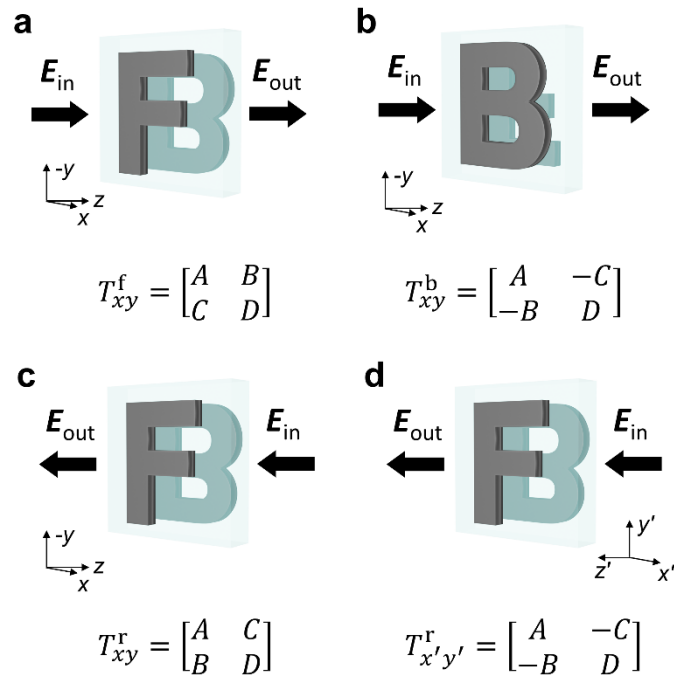 a
E_in E_out
F B
-y
z
x
T^f_xy = [A B; C D]
b
E_in E_out
B
-y
z
x
T^b_xy = [A -C; -B D]
c
E_out E_in
F B
-y
z
x
T^r_xy = [A C; B D]
d
E_out E_in
F B
y'
z' x'
T^r_x'y' = [A -C; -B D]